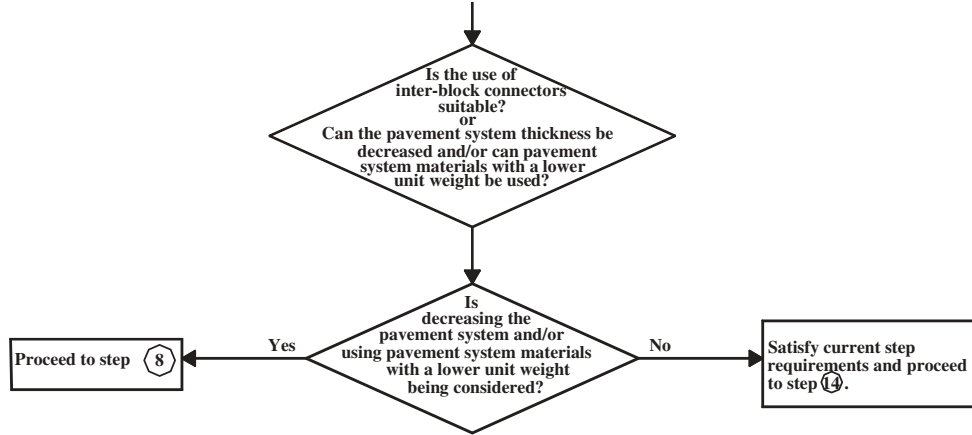 Is the use of
inter-block connectors
suitable?
or
Can the pavement system thickness be
decreased and/or can pavement
system materials with a lower
unit weight be used?
Is
decreasing the
pavement system and/or
using pavement system materials
with a lower unit weight
being considered?
Yes
Proceed to step 8
No
Satisfy current step
requirements and proceed
to step 14.